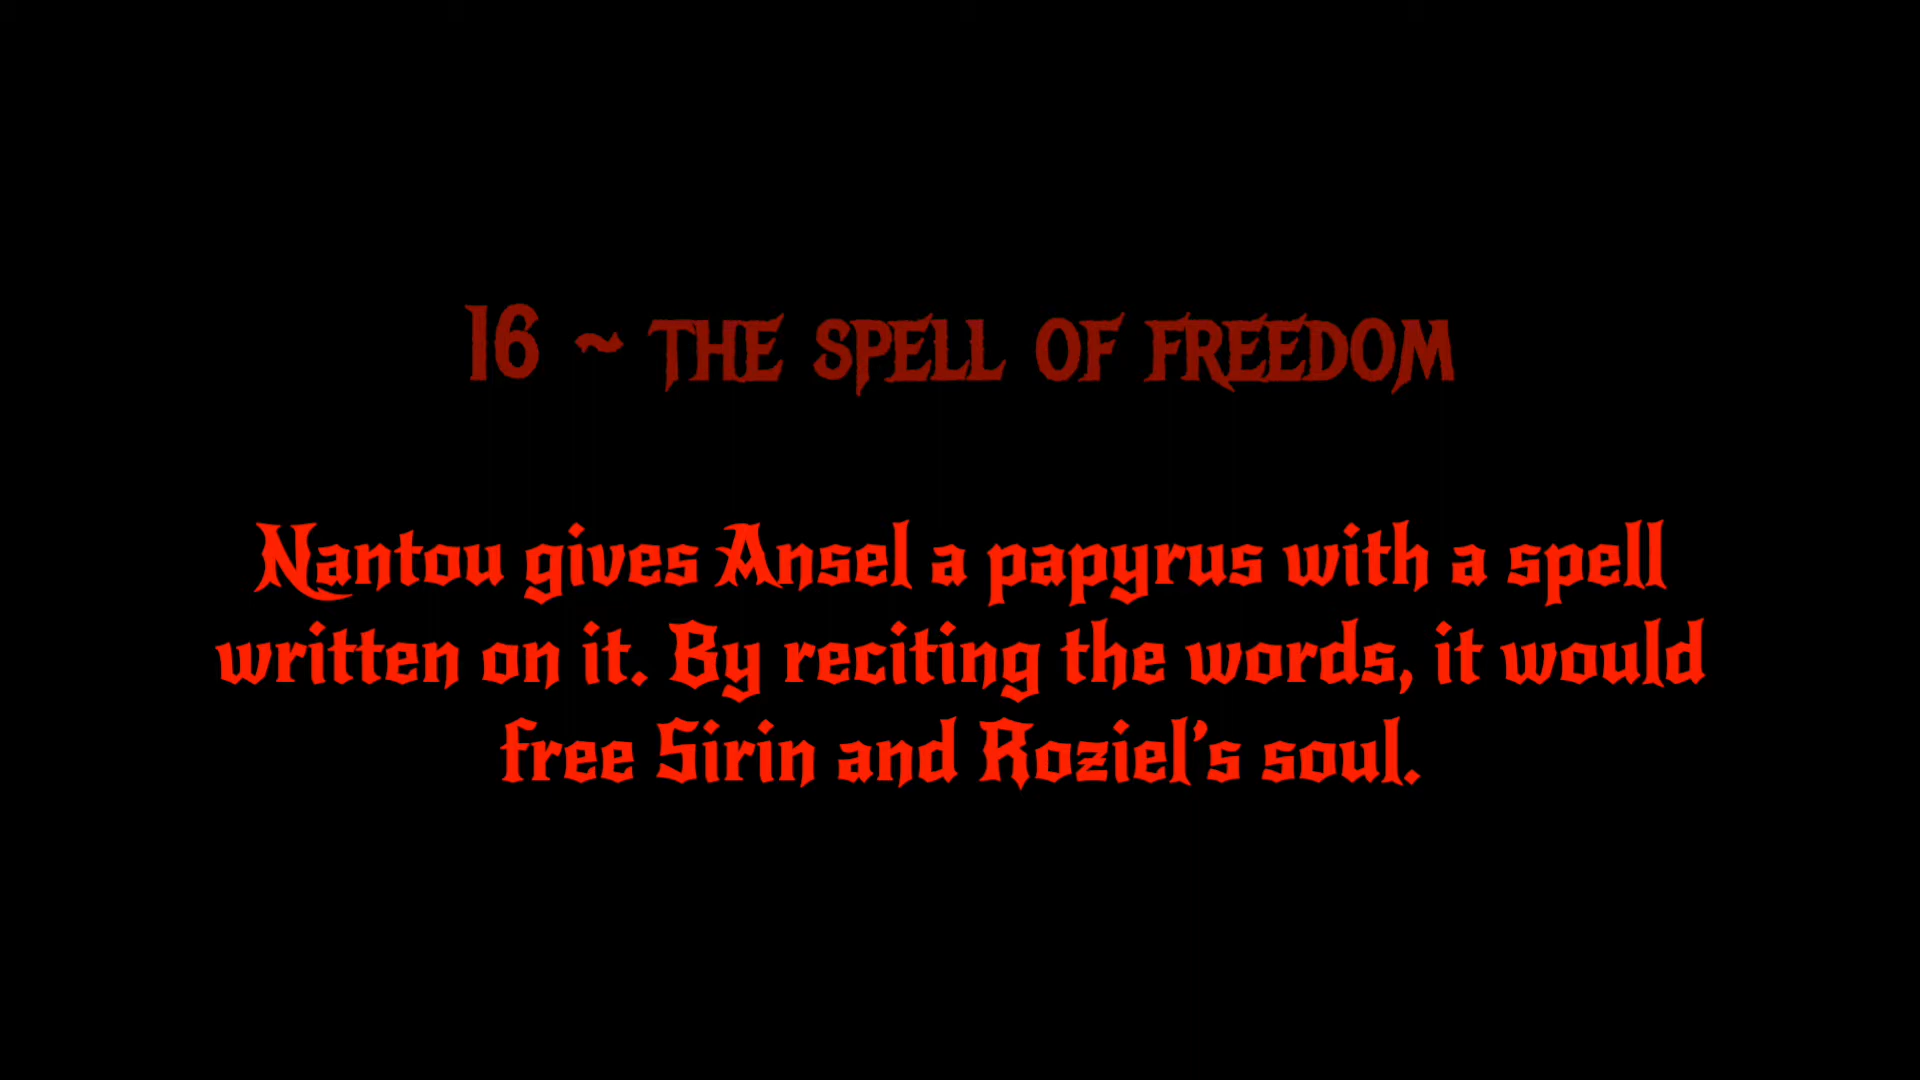 16 ~ THE SPELL OF FREEDOM
Nantou gives Ansel a papyrus with a spell
written on it. By reciting the words, it would
free Sirin and Roziel's soul.